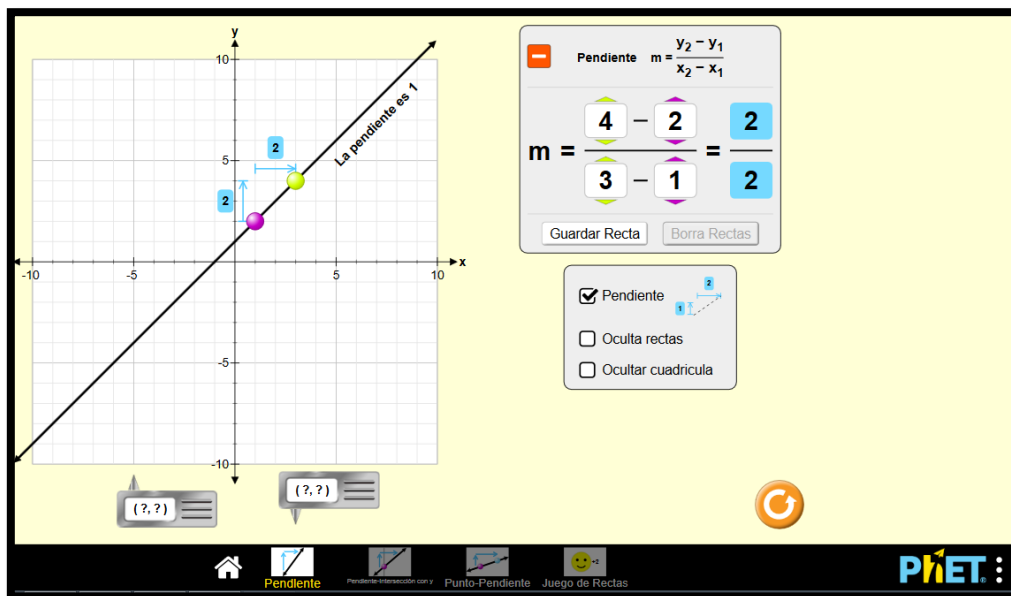 y
10
5
-5
-10
-10
-5
5
10
x
La pendiente es 1
2
2
(?, ?)
(?, ?)
Pendiente m = y₂ − y₁ / x₂ − x₁
m = 4 − 2 / 3 − 1 = 2 / 2
Guardar Recta Borra Rectas
Pendiente
2
1
Oculta rectas
Ocultar cuadricula
Pendiente Pendiente-Intersección con y Punto-Pendiente Juego de Rectas
PhET